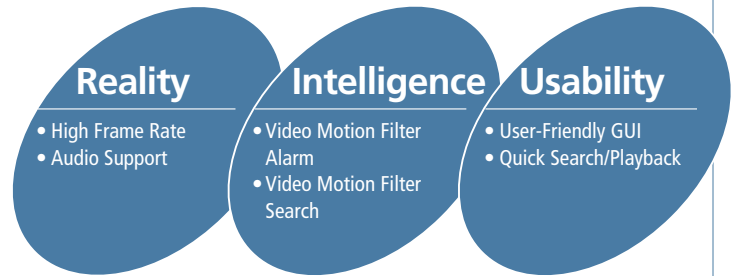 Reality
• High Frame Rate
• Audio Support
Intelligence
• Video Motion Filter
Alarm
• Video Motion Filter
Search
Usability
• User-Friendly GUI
• Quick Search/Playback